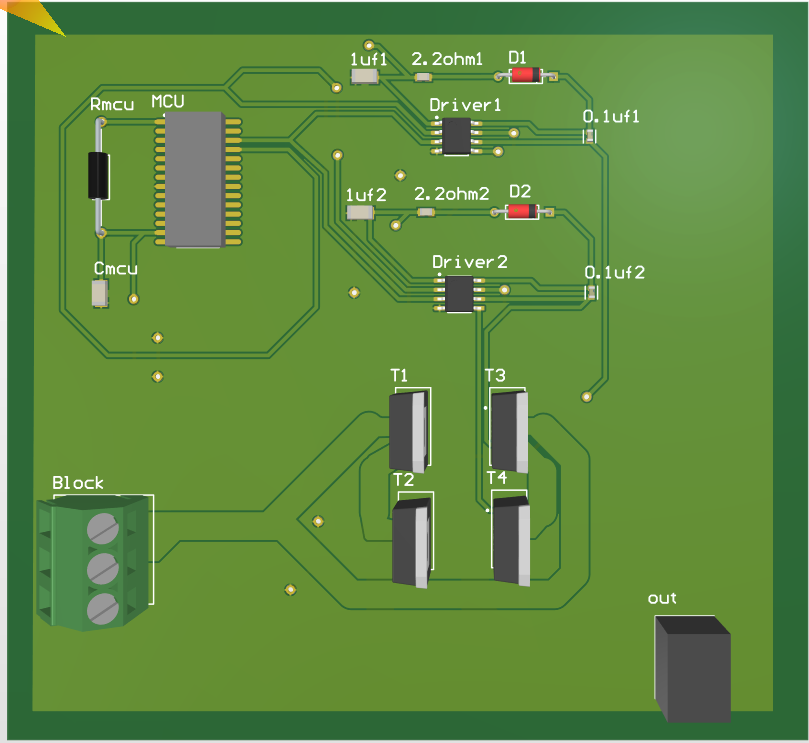 1uf1
2.2ohm1
D1
Rmcu
MCU
Driver1
0.1uf1
1uf2
2.2ohm2
D2
Driver2
0.1uf2
Cmcu
T1
T3
T2
T4
Block
out